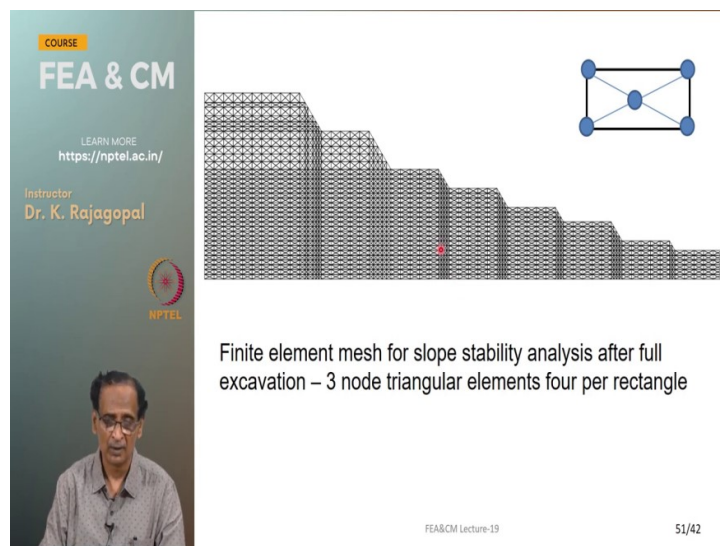 COURSE
FEA & CM
LEARN MORE
https://nptel.ac.in/
Instructor
Dr. K. Rajagopal
NPTEL
Finite element mesh for slope stability analysis after full
excavation – 3 node triangular elements four per rectangle
FEA&CM Lecture-19
51/42